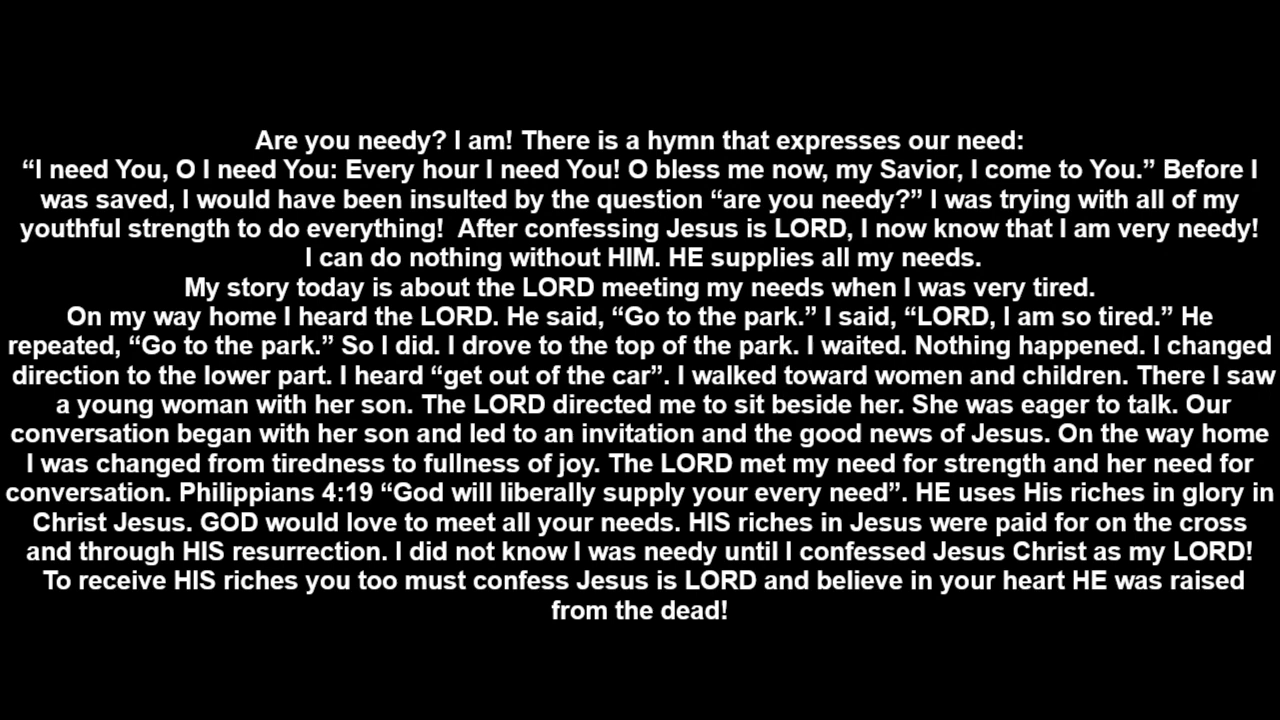 Are you needy? I am! There is a hymn that expresses our need:
“I need You, O I need You: Every hour I need You! O bless me now, my Savior, I come to You.” Before I
was saved, I would have been insulted by the question “are you needy?” I was trying with all of my
youthful strength to do everything!  After confessing Jesus is LORD, I now know that I am very needy!
I can do nothing without HIM. HE supplies all my needs.
My story today is about the LORD meeting my needs when I was very tired.
On my way home I heard the LORD. He said, “Go to the park.” I said, “LORD, I am so tired.” He
repeated, “Go to the park.” So I did. I drove to the top of the park. I waited. Nothing happened. I changed
direction to the lower part. I heard “get out of the car”. I walked toward women and children. There I saw
a young woman with her son. The LORD directed me to sit beside her. She was eager to talk. Our
conversation began with her son and led to an invitation and the good news of Jesus. On the way home
I was changed from tiredness to fullness of joy. The LORD met my need for strength and her need for
conversation. Philippians 4:19 “God will liberally supply your every need”. HE uses His riches in glory in
Christ Jesus. GOD would love to meet all your needs. HIS riches in Jesus were paid for on the cross
and through HIS resurrection. I did not know I was needy until I confessed Jesus Christ as my LORD!
To receive HIS riches you too must confess Jesus is LORD and believe in your heart HE was raised
from the dead!